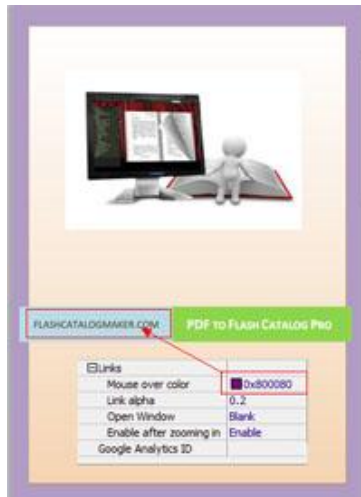 FLASHCATALOGMAKER.COM PDF TO FLASH CATALOG PRO
Links
Mouse over color 0x800080
Link alpha 0.2
Open Window Blank
Enable after zooming in Enable
Google Analytics ID